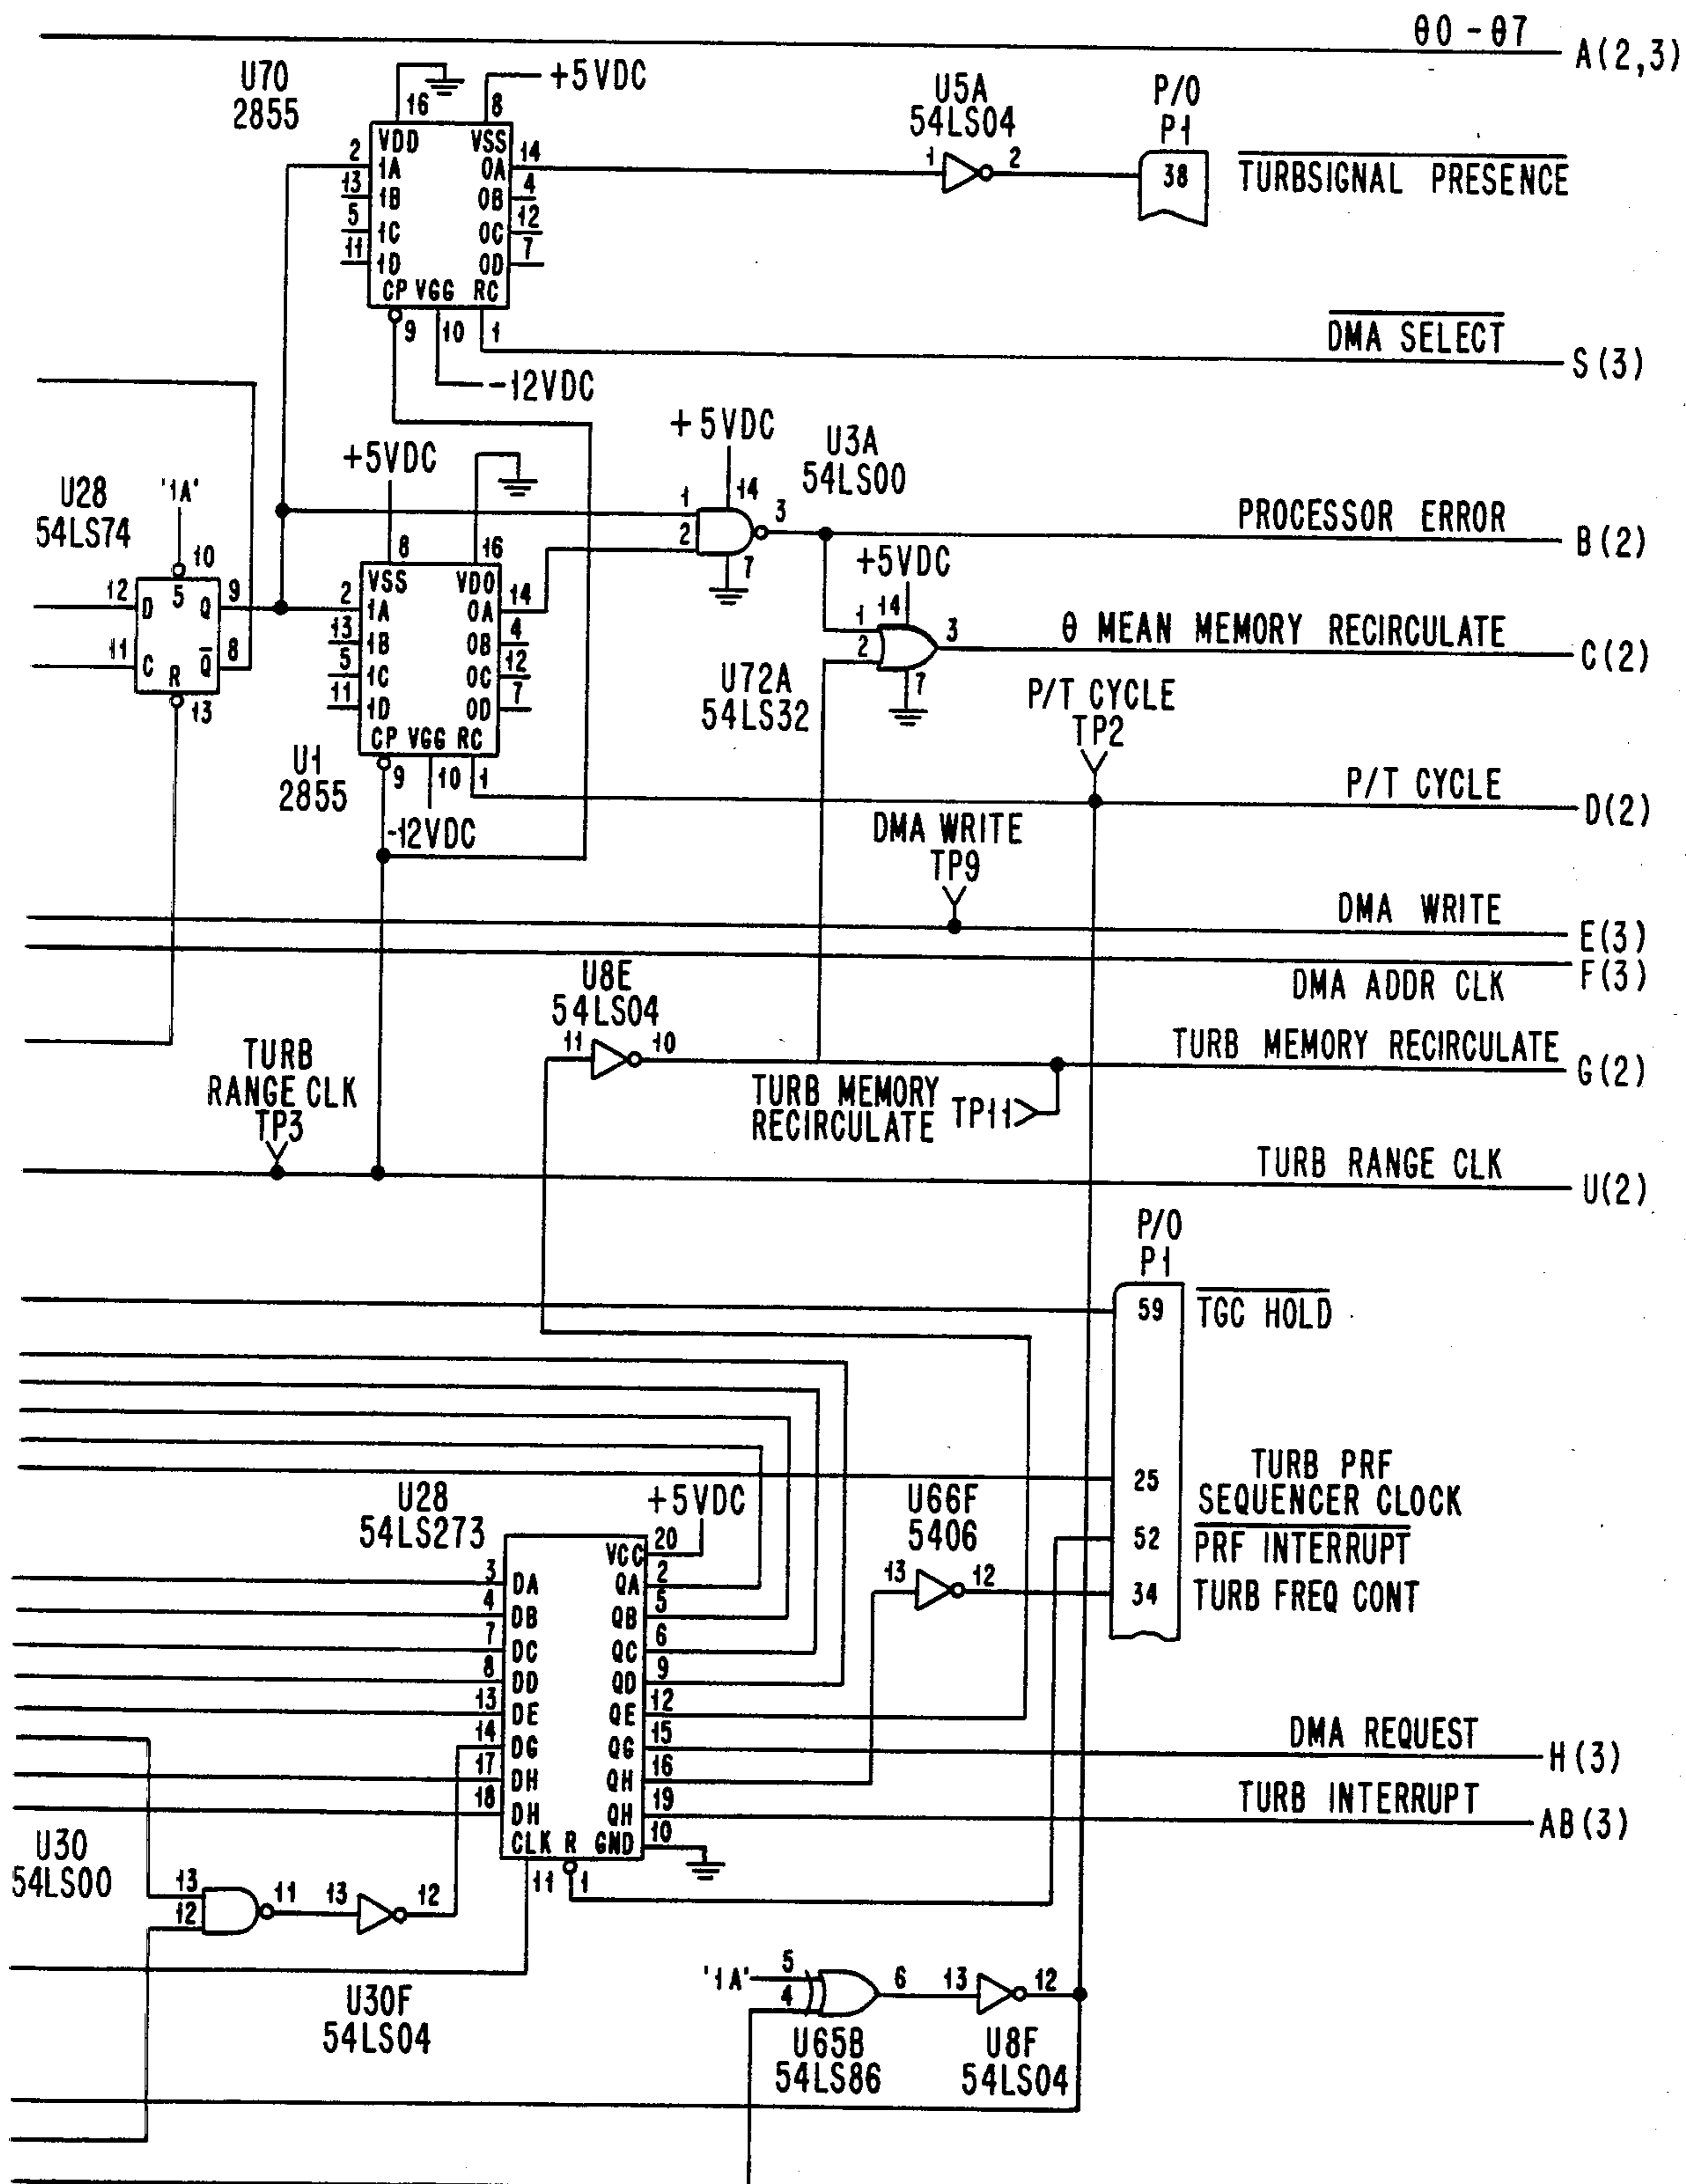 θ0 - θ7
A(2,3)
U70
2855
+5VDC
16
8
VDD
VSS
2
1A
0A
14
13
1B
0B
4
5
1C
0C
12
11
1D
0D
7
CP
VGG
RC
9
10
1
-12VDC
U5A
54LS04
1
2
P/O
P1
38
TURBSIGNAL PRESENCE
DMA SELECT
S(3)
+5VDC
U3A
54LS00
14
1
2
3
7
PROCESSOR ERROR
B(2)
U28
54LS74
'1A'
10
12
D
S
Q
9
11
C
R
Q
8
13
+5VDC
8
16
VSS
VDD
2
1A
0A
14
13
1B
0B
4
5
1C
0C
12
11
1D
0D
7
CP
VGG
RC
9
10
1
U1
2855
-12VDC
+5VDC
14
1
2
3
7
U72A
54LS32
θ MEAN MEMORY RECIRCULATE
C(2)
P/T CYCLE
TP2
P/T CYCLE
D(2)
DMA WRITE
TP9
DMA WRITE
E(3)
F(3)
DMA ADDR CLK
U8E
54LS04
11
10
TURB MEMORY RECIRCULATE
G(2)
TURB MEMORY
RECIRCULATE
TP11
TURB
RANGE CLK
TP3
TURB RANGE CLK
U(2)
P/O
P1
59
TGC HOLD
25
TURB PRF
SEQUENCER CLOCK
52
PRF INTERRUPT
34
TURB FREQ CONT
U28
54LS273
+5VDC
VCC
20
3
DA
QA
2
4
DB
QB
5
7
DC
QC
6
8
DD
QD
9
13
DE
QE
12
14
DG
QG
15
17
DH
QH
16
18
DH
QH
19
CLK
R
GND
10
11
1
U66F
5406
13
12
DMA REQUEST
H(3)
TURB INTERRUPT
AB(3)
U30
54LS00
13
12
11
13
12
U30F
54LS04
'1A'
5
4
6
13
12
U65B
54LS86
U8F
54LS04